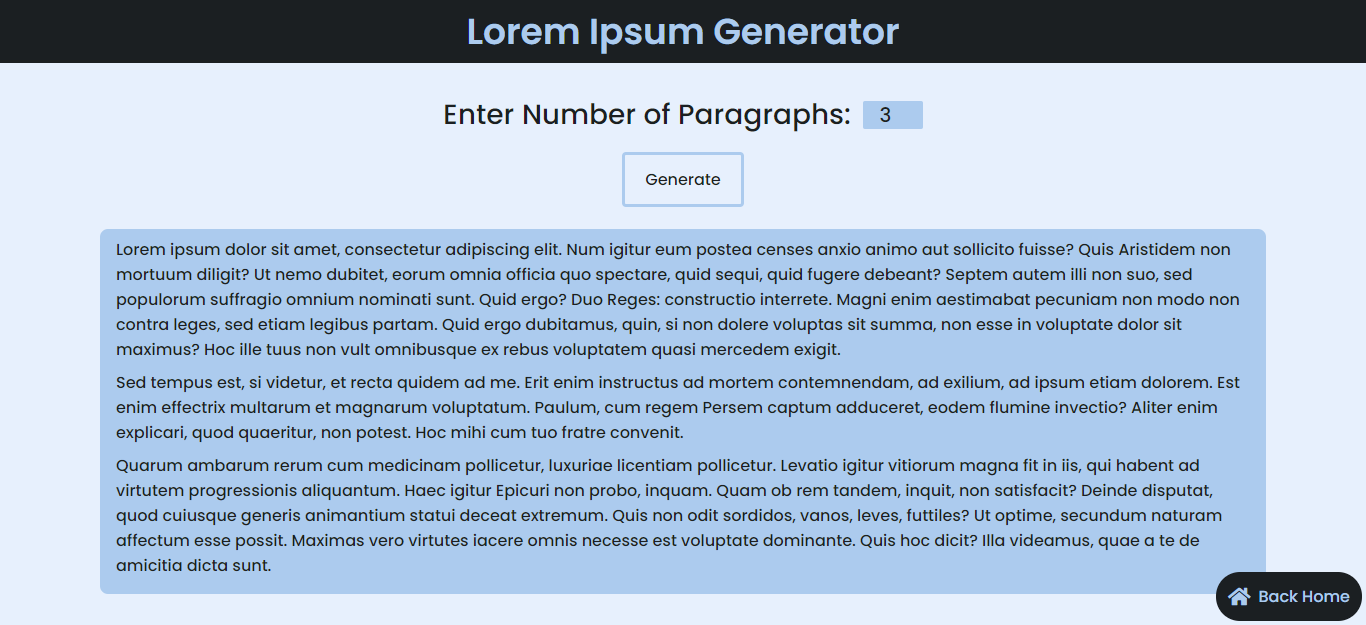 Lorem Ipsum Generator
Enter Number of Paragraphs: 3
Generate
Lorem ipsum dolor sit amet, consectetur adipiscing elit. Num igitur eum postea censes anxio animo aut sollicito fuisse? Quis Aristidem non
mortuum diligit? Ut nemo dubitet, eorum omnia officia quo spectare, quid sequi, quid fugere debeant? Septem autem illi non suo, sed
populorum suffragio omnium nominati sunt. Quid ergo? Duo Reges: constructio interrete. Magni enim aestimabat pecuniam non modo non
contra leges, sed etiam legibus partam. Quid ergo dubitamus, quin, si non dolere voluptas sit summa, non esse in voluptate dolor sit
maximus? Hoc ille tuus non vult omnibusque ex rebus voluptatem quasi mercedem exigit.
Sed tempus est, si videtur, et recta quidem ad me. Erit enim instructus ad mortem contemnendam, ad exilium, ad ipsum etiam dolorem. Est
enim effectrix multarum et magnarum voluptatum. Paulum, cum regem Persem captum adduceret, eodem flumine invectio? Aliter enim
explicari, quod quaeritur, non potest. Hoc mihi cum tuo fratre convenit.
Quarum ambarum rerum cum medicinam pollicetur, luxuriae licentiam pollicetur. Levatio igitur vitiorum magna fit in iis, qui habent ad
virtutem progressionis aliquantum. Haec igitur Epicuri non probo, inquam. Quam ob rem tandem, inquit, non satisfacit? Deinde disputat,
quod cuiusque generis animantium statui deceat extremum. Quis non odit sordidos, vanos, leves, futtiles? Ut optime, secundum naturam
affectum esse possit. Maximas vero virtutes iacere omnis necesse est voluptate dominante. Quis hoc dicit? Illa videamus, quae a te de
amicitia dicta sunt.
Back Home